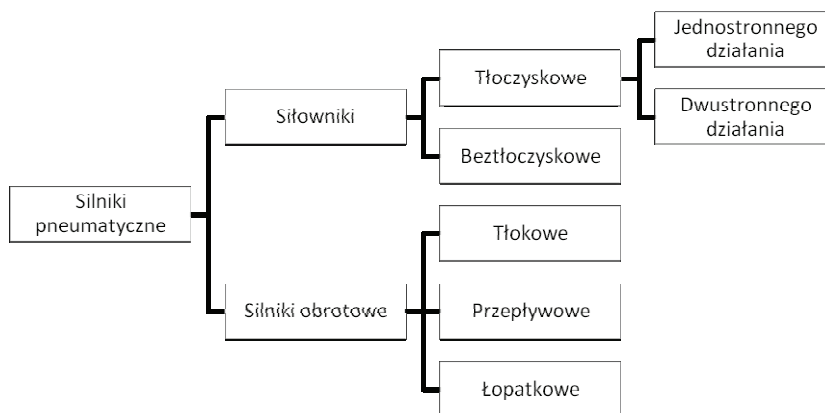 Silniki
pneumatyczne
Siłowniki
Tłoczyskowe
Jednostronnego
działania
Dwustronnego
działania
Beztłoczyskowe
Silniki obrotowe
Tłokowe
Przepływowe
Łopatkowe